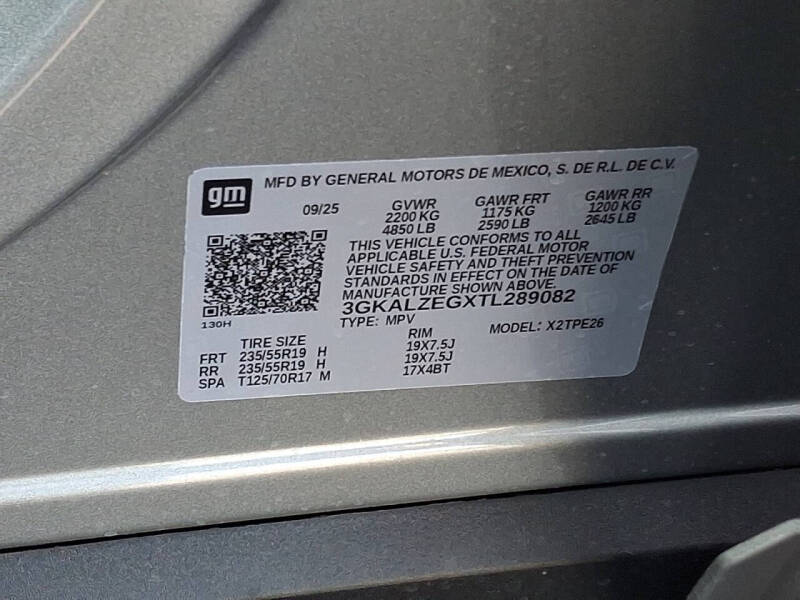 gm MFD BY GENERAL MOTORS DE MEXICO, S. DE R.L. DE C.V.
09/25 GVWR GAWR FRT GAWR RR
2200 KG 1175 KG 1200 KG
4850 LB 2590 LB 2645 LB
THIS VEHICLE CONFORMS TO ALL
APPLICABLE U.S. FEDERAL MOTOR
VEHICLE SAFETY AND THEFT PREVENTION
STANDARDS IN EFFECT ON THE DATE OF
MANUFACTURE SHOWN ABOVE.
3GKALZEGXTL289082
130H TYPE: MPV MODEL: X2TPE26
TIRE SIZE RIM
FRT 235/55R19 H 19X7.5J
RR 235/55R19 H 19X7.5J
SPA T125/70R17 M 17X4BT